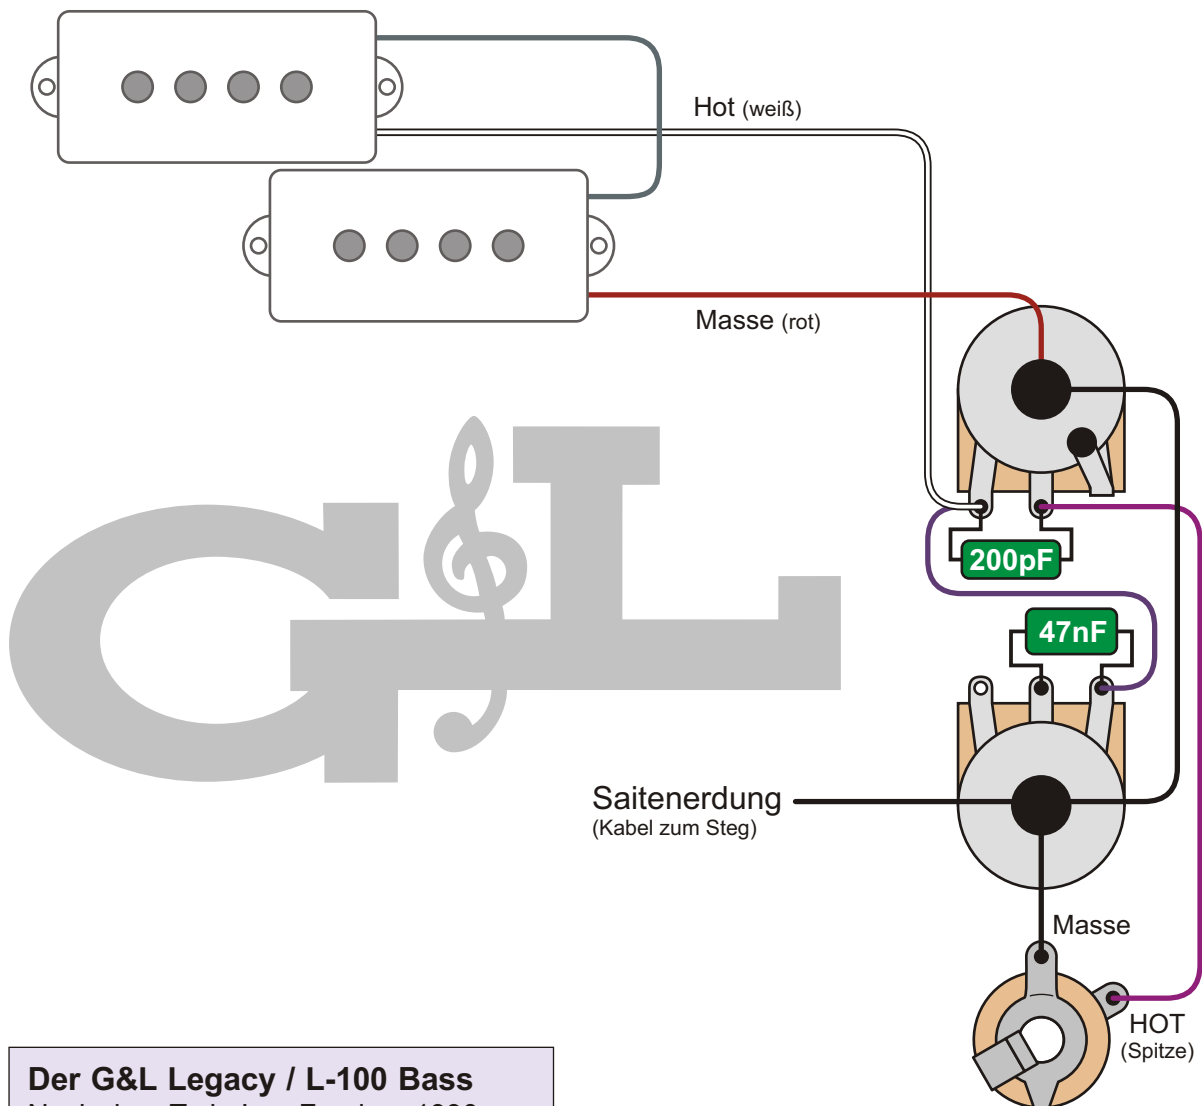 Hot (weiß)
Masse (rot)
200pF
G&L
47nF
Saitenerdung
(Kabel zum Steg)
Masse
HOT
(Spitze)
Der G&L Legacy / L-100 Bass